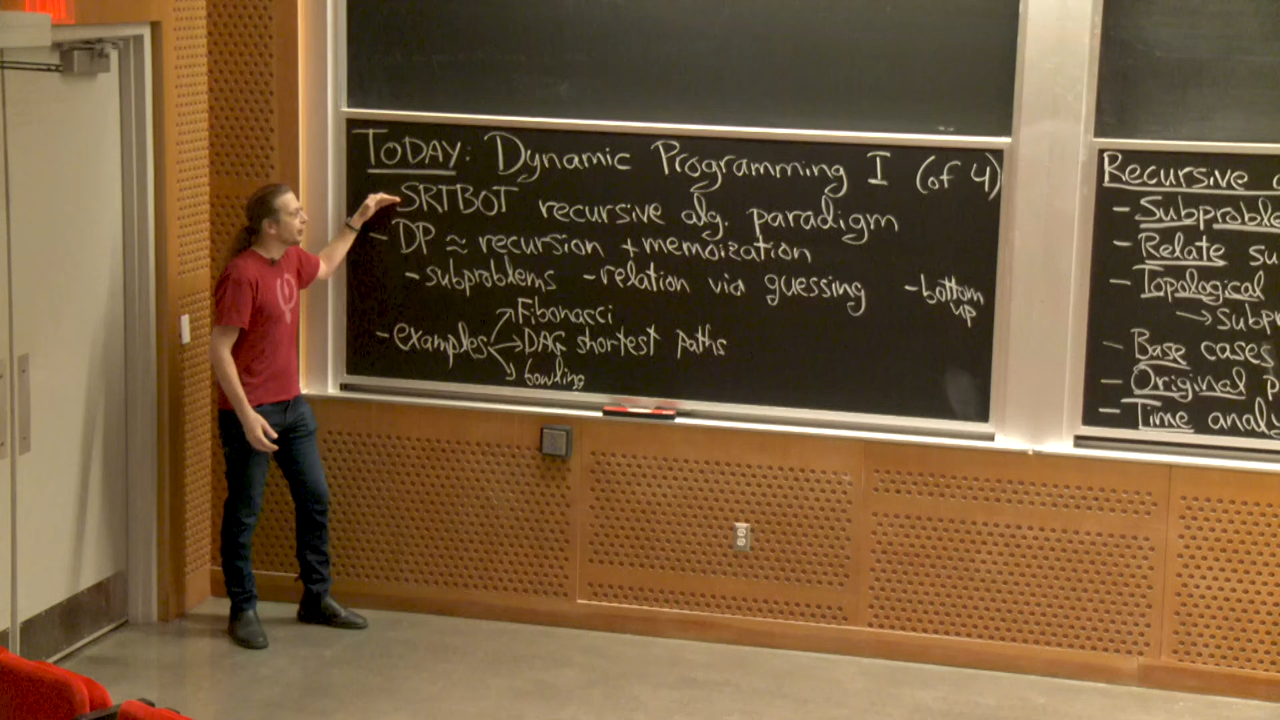 TODAY: Dynamic Programming I (of 4)
- SRTBOT recursive alg. paradigm
- DP ≈ recursion + memoization
- subproblems - relation via guessing - bottom up
- examples → Fibonacci
→ DAG shortest paths
→ bowling
Recursive
- Subproble
- Relate su
- Topological
→ Subp
- Base cases
- Original p
- Time analy
φ